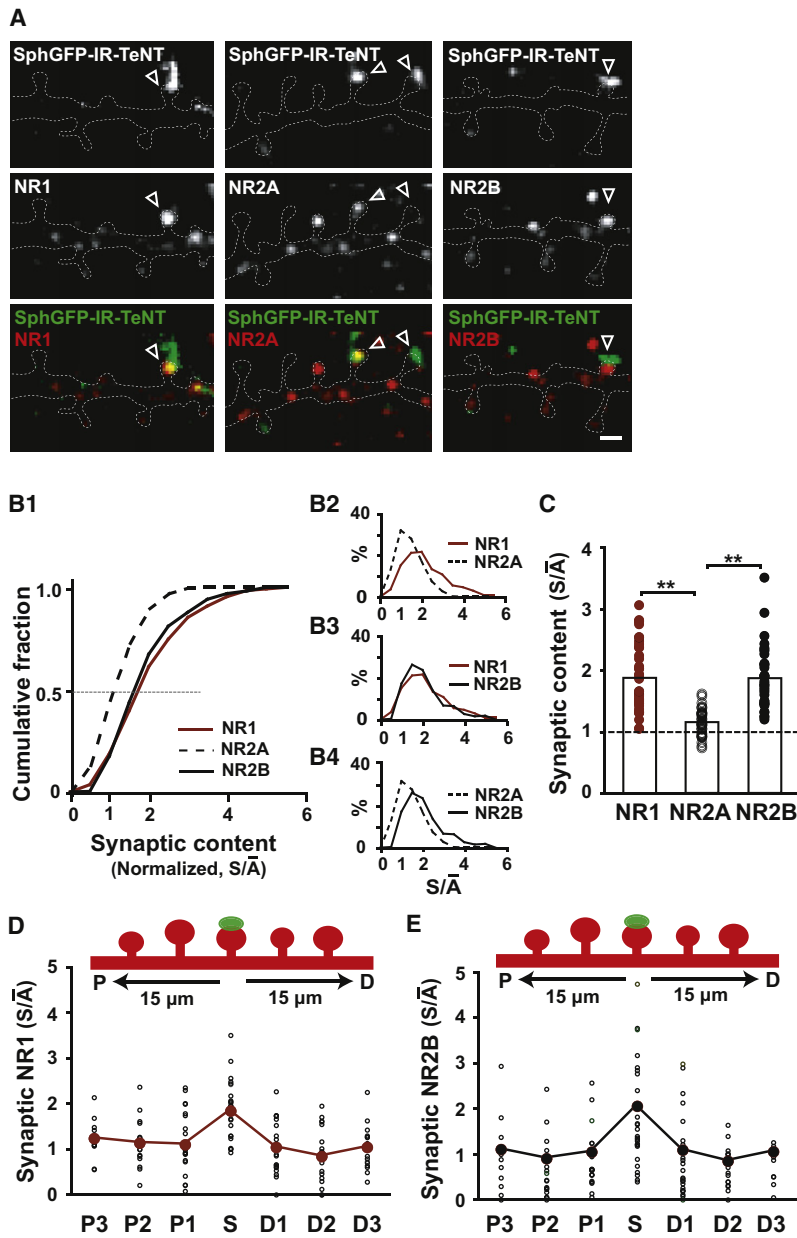 A
SphGFP-IR-TeNT SphGFP-IR-TeNT SphGFP-IR-TeNT
NR1 NR2A NR2B
SphGFP-IR-TeNT SphGFP-IR-TeNT SphGFP-IR-TeNT
NR1 NR2A NR2B
B1
Cumulative fraction
1.0
0.5
0
0 2 4 6
NR1
NR2A
NR2B
Synaptic content
(Normalized, S/A̅)
B2
%
40
0
NR1
NR2A
0 1 2 4 6
B3
%
40
0
NR1
NR2B
0 1 2 4 6
B4
%
40
0
NR2A
NR2B
0 1 2 4 6
S/A̅
C
Synaptic content (S/A̅)
4
3
2
1
0
** **
NR1 NR2A NR2B
D
P D
15 µm 15 µm
Synaptic NR1 (S/A̅)
5
4
3
2
1
0
P3 P2 P1 S D1 D2 D3
E
P D
15 µm 15 µm
Synaptic NR2B (S/A̅)
5
4
3
2
1
0
P3 P2 P1 S D1 D2 D3